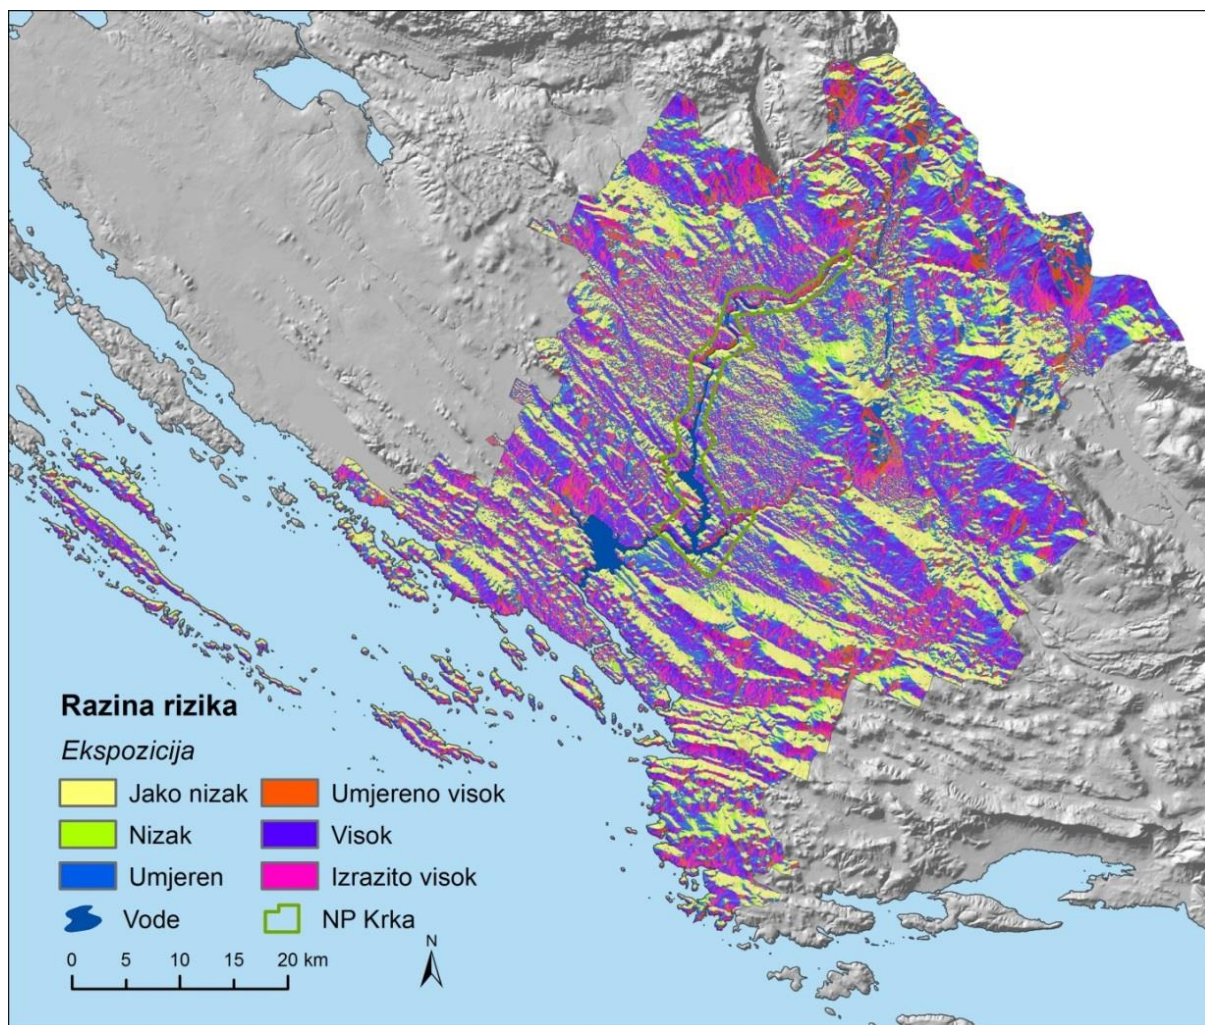 Razina rizika
Ekspozicija
Jako nizak Umjereno visok
Nizak Visok
Umjeren Izrazito visok
Vode NP Krka
N
0 5 10 15 20 km